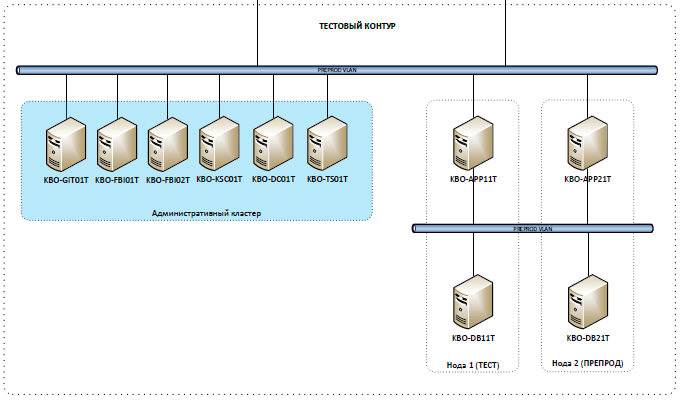 ТЕСТОВЫЙ КОНТУР
PREPROD VLAN
KBO-GIT01T KBO-FBI01T KBO-FBI02T KBO-KSC01T KBO-DC01T KBO-TS01T KBO-APP11T KBO-APP21T
Административный кластер
PREPROD VLAN
KBO-DB11T KBO-DB21T
Нода 1 (ТЕСТ) Нода 2 (ПРЕПРОД)